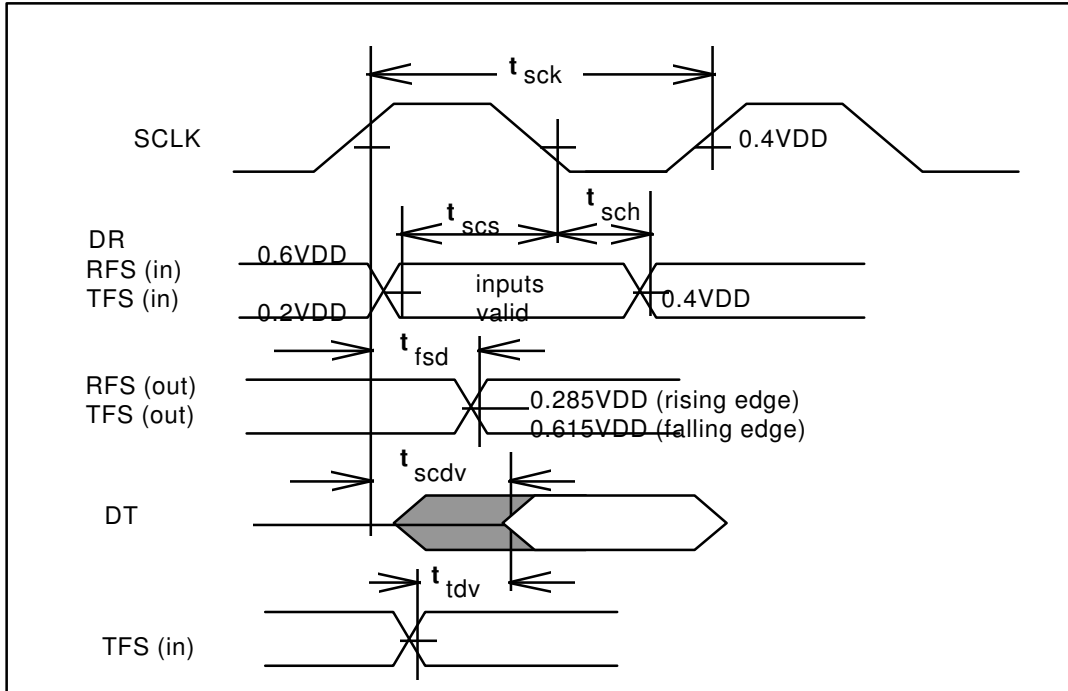 t sck
SCLK
0.4VDD
t scs
t sch
DR
RFS (in)
TFS (in)
0.6VDD
0.2VDD
inputs
valid
0.4VDD
t fsd
RFS (out)
TFS (out)
0.285VDD (rising edge)
0.615VDD (falling edge)
t scdv
DT
t tdv
TFS (in)